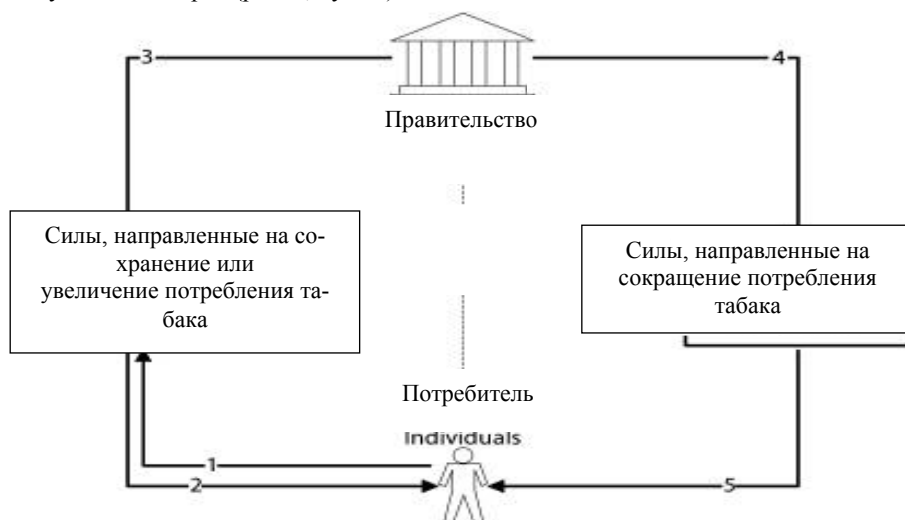 3
4
Правительство
Силы, направленные на со-
хранение или
увеличение потребления та-
бака
Силы, направленные на
сокращение потребления
табака
Потребитель
Individuals
1
2
5